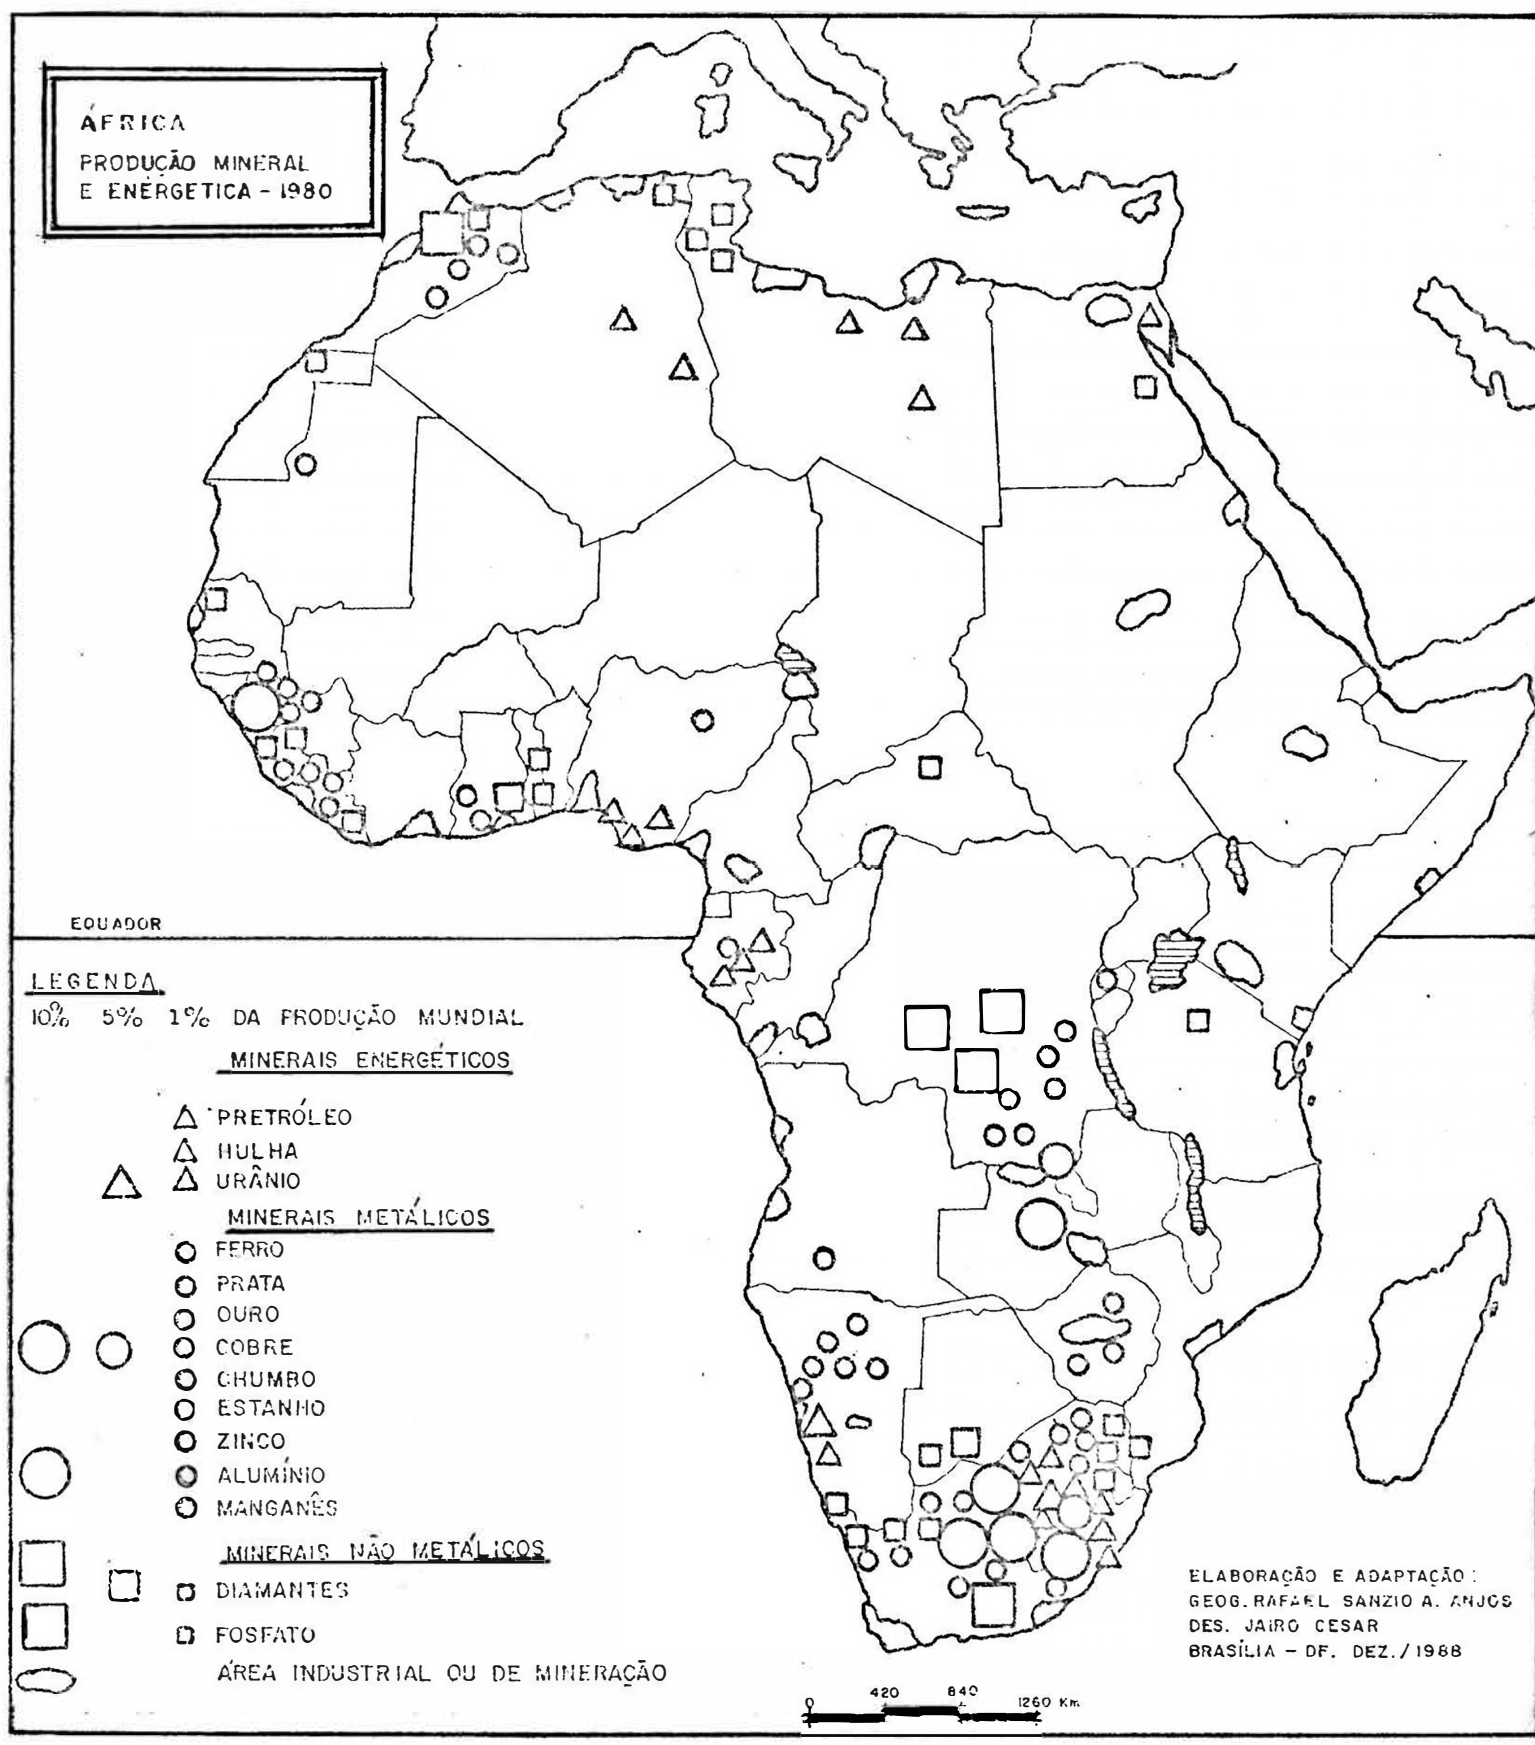 ÁFRICA
PRODUÇÃO MINERAL
E ENÉRGETICA - 1980
EQUADOR
LEGENDA
10% 5% 1% DA PRODUÇÃO MUNDIAL
MINERAIS ENERGÉTICOS
PRETRÓLEO
HULHA
URÂNIO
MINERAIS METÁLICOS
FERRO
PRATA
OURO
COBRE
CHUMBO
ESTANHO
ZINCO
ALUMÍNIO
MANGANÊS
MINERAIS NÃO METÁLICOS
DIAMANTES
FOSFATO
ÁREA INDUSTRIAL OU DE MINERAÇÃO
ELABORAÇÃO E ADAPTAÇÃO:
GEOG. RAFAEL SANZIO A. ANJOS
DES. JAIRO CESAR
BRASÍLIA - DF. DEZ./1988
0 420 840 1260 Km